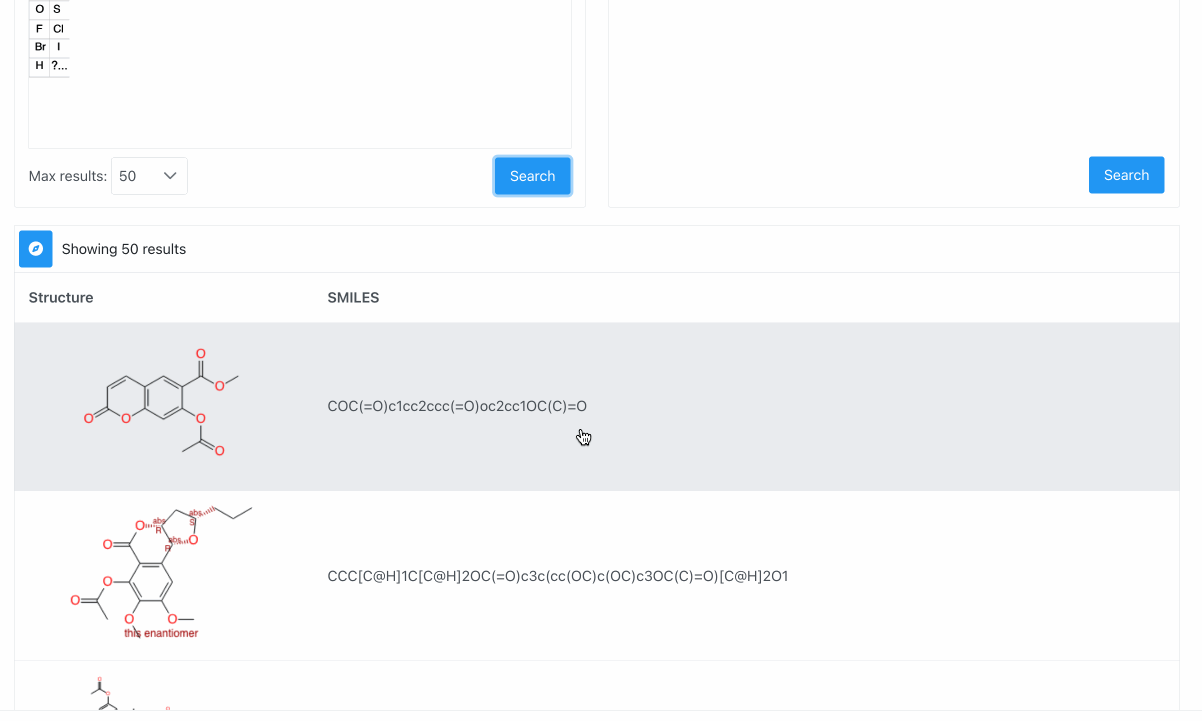 O S
F Cl
Br I
H ?...
Max results: 50
Search
Search
Showing 50 results
Structure SMILES
O
O
O
O
O
O
COC(=O)c1cc2ccc(=O)oc2cc1OC(C)=O
abs
abs
O
R
S
abs
O
O
R
O
O
O
O
this enantiomer
CCC[C@H]1C[C@H]2OC(=O)c3c(cc(OC)c(OC)c3OC(C)=O)[C@H]2O1
O
O
O